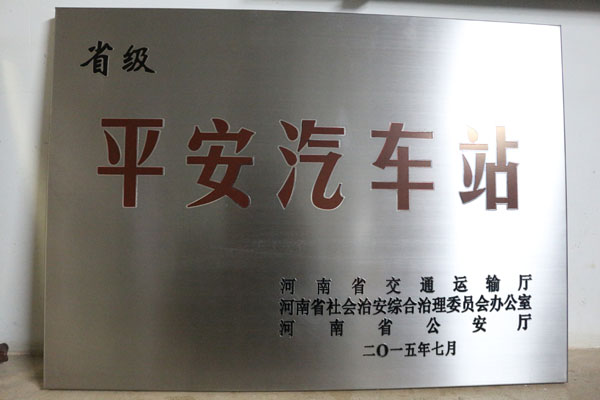 省级
平安汽车站
河南省交通运输厅
河南省社会治安综合治理委员会办公室
河南省公安厅
二〇一五年七月